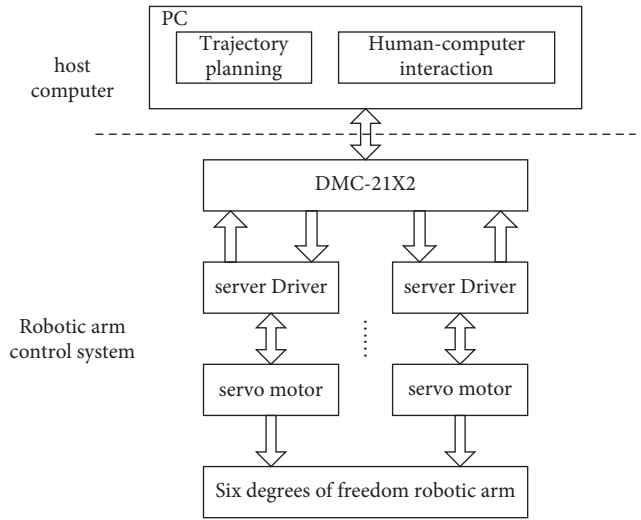 PC
Trajectory
planning
Human-computer
interaction
host
computer
DMC-21X2
server Driver
server Driver
Robotic arm
control system
servo motor
servo motor
Six degrees of freedom robotic arm